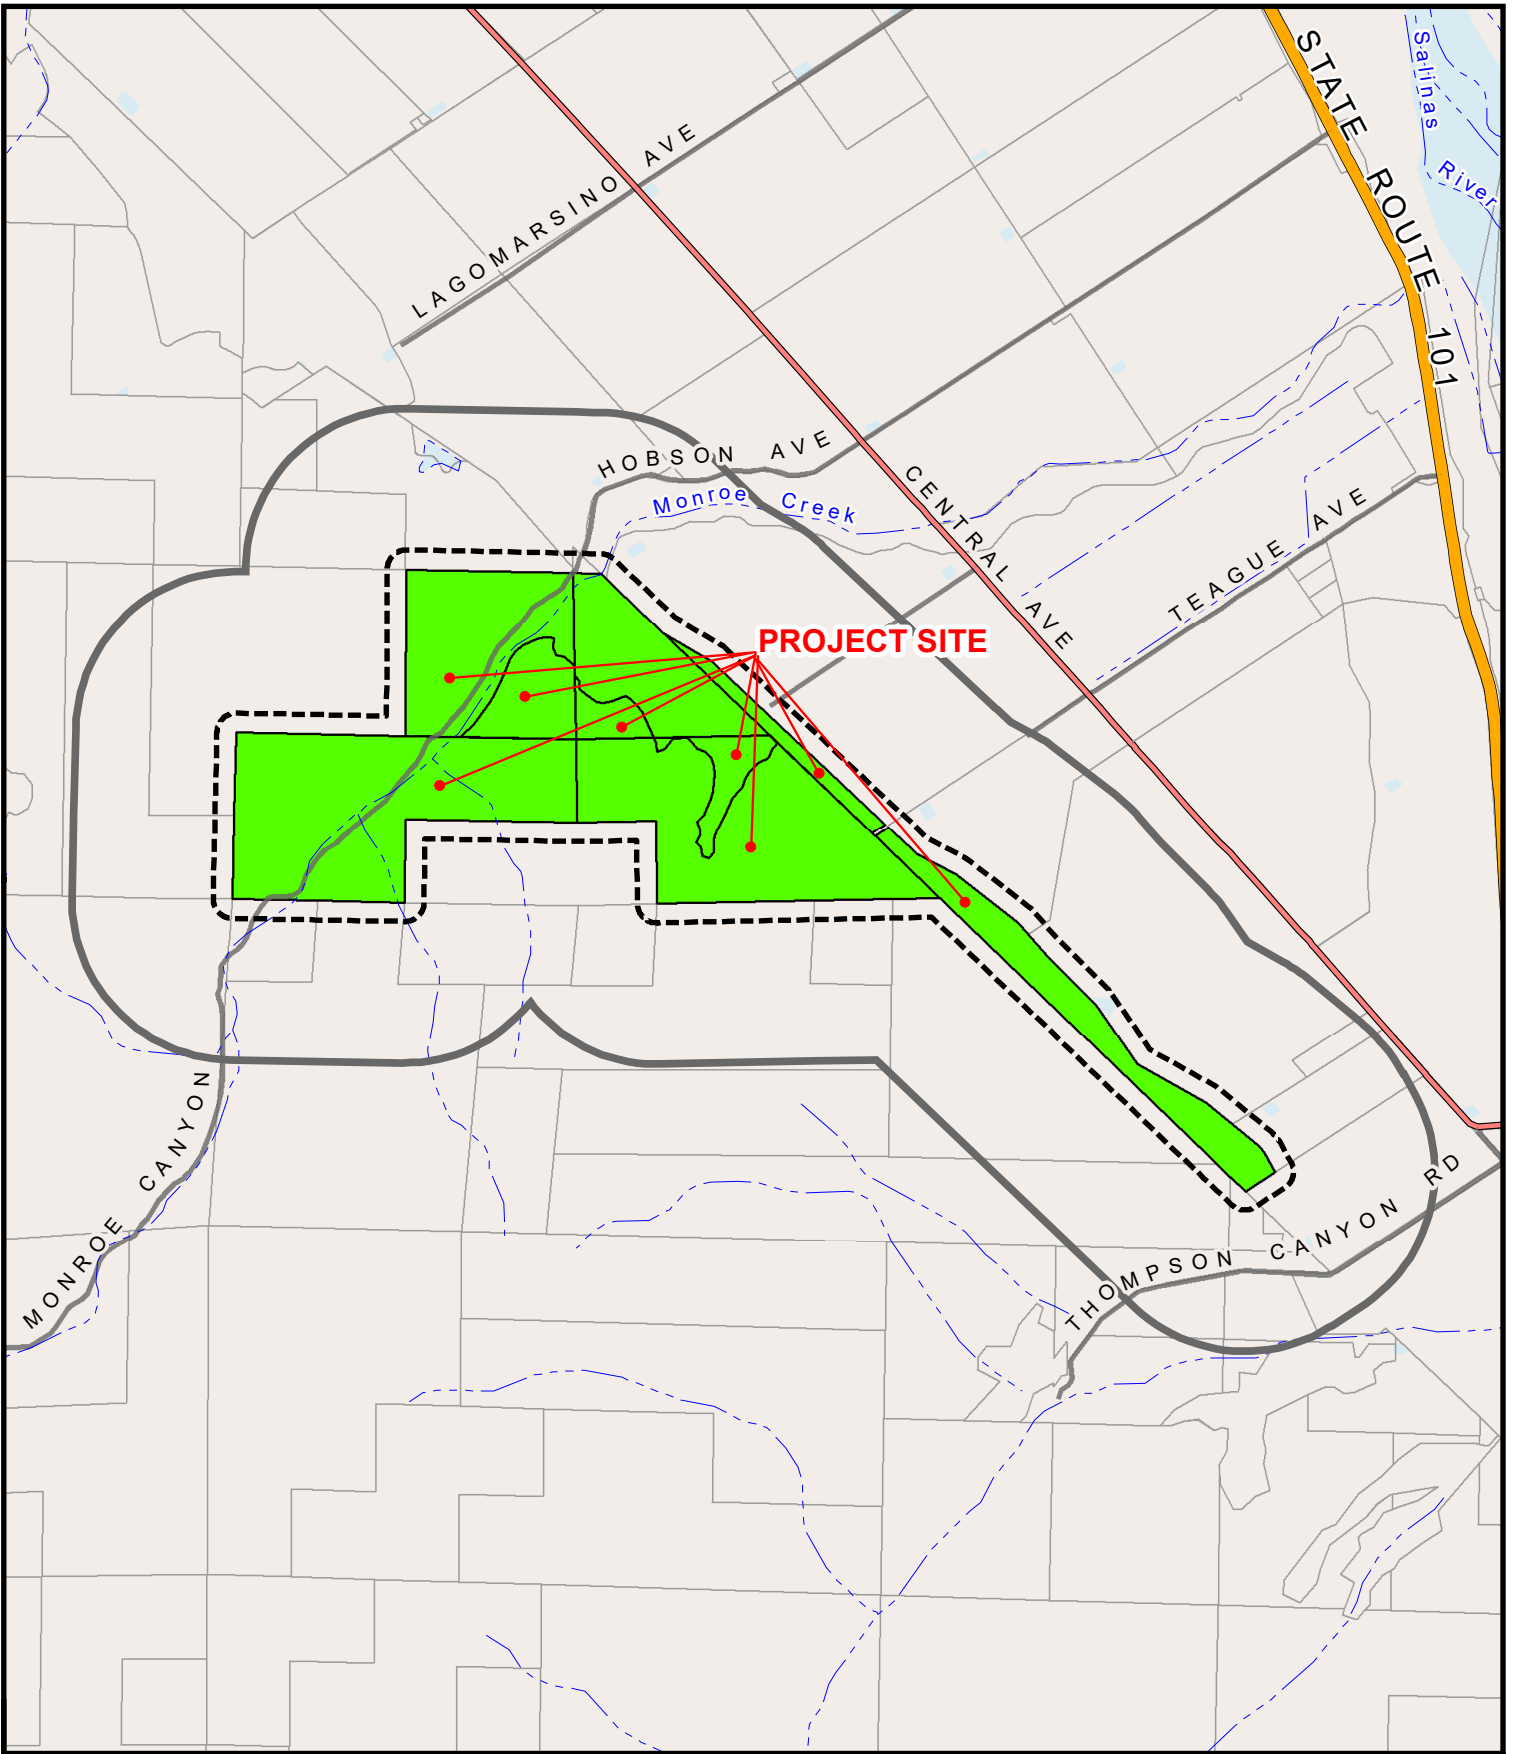 STATE ROUTE 101
Salinas
River
LAGOMARSINO AVE
HOBSON AVE
Monroe Creek
CENTRAL AVE
TEAGUE AVE
PROJECT SITE
MONROE CANYON
THOMPSON CANYON RD